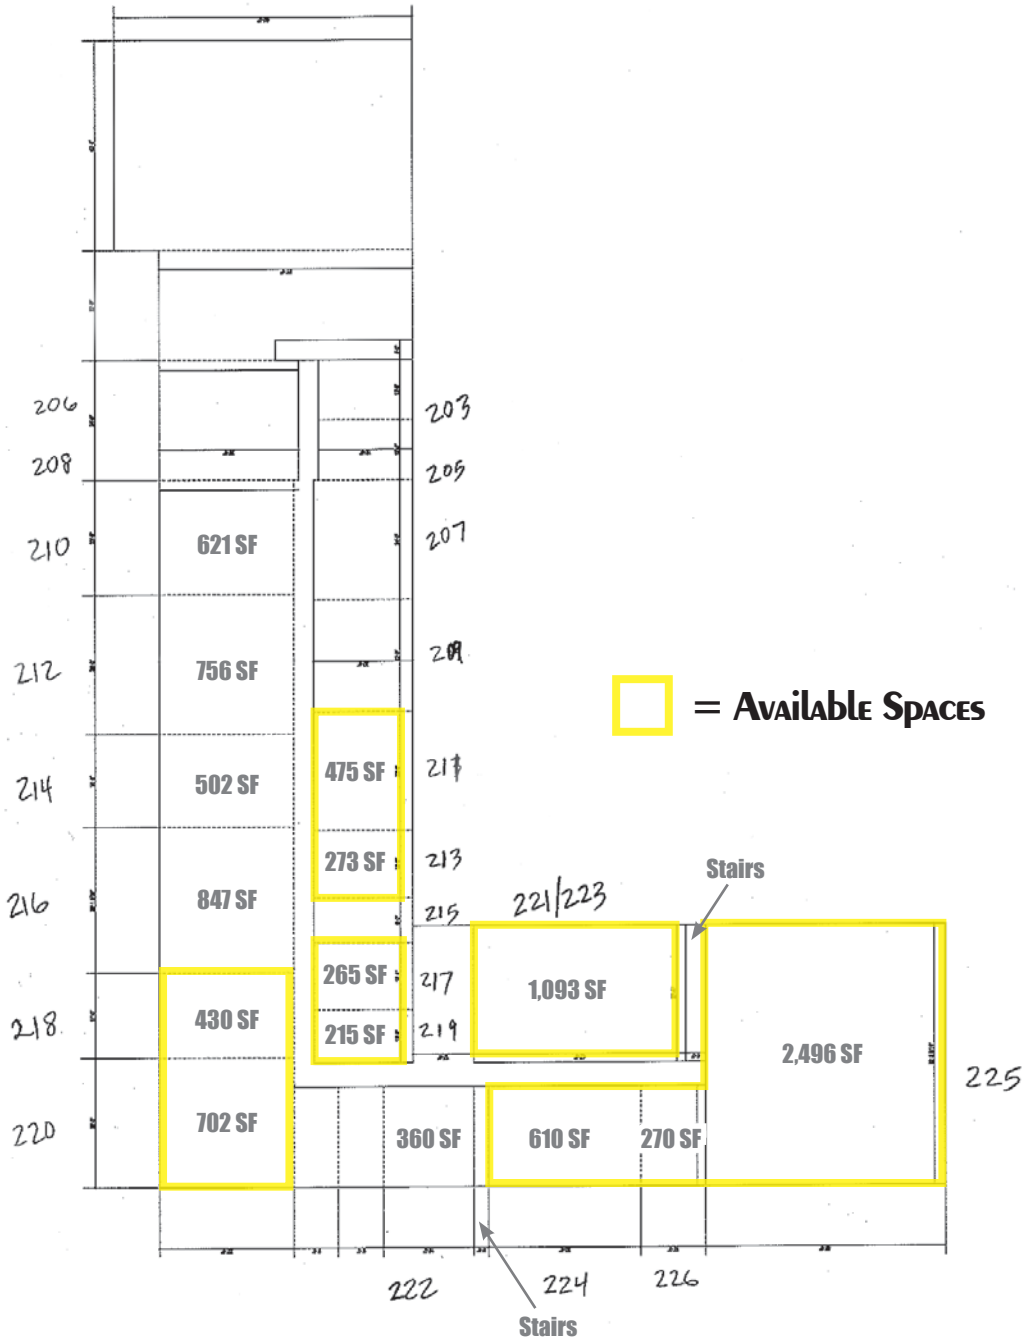 206
203
208
205
210
621 SF
207
212
756 SF
209
= Available Spaces
214
502 SF
475 SF
211
273 SF
213
Stairs
216
847 SF
215
221/223
265 SF
217
1,093 SF
218
430 SF
215 SF
219
2,496 SF
225
220
702 SF
360 SF
610 SF
270 SF
222
224
226
Stairs